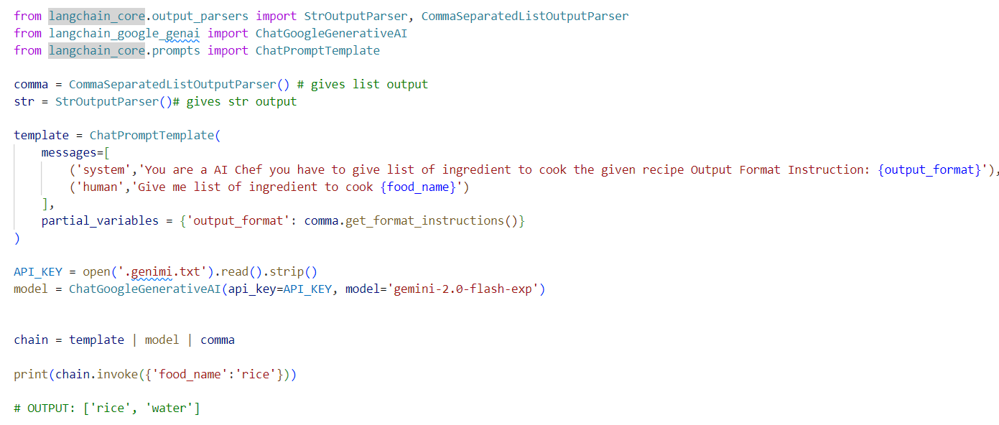 from langchain_core.output_parsers import StrOutputParser, CommaSeparatedListOutputParser
from langchain_google_genai import ChatGoogleGenerativeAI
from langchain_core.prompts import ChatPromptTemplate
comma = CommaSeparatedListOutputParser() # gives list output
str = StrOutputParser()# gives str output
template = ChatPromptTemplate(
messages=[
('system','You are a AI Chef you have to give list of ingredient to cook the given recipe Output Format Instruction: {output_format}'),
('human','Give me list of ingredient to cook {food_name}')
],
partial_variables = {'output_format': comma.get_format_instructions()}
)
API_KEY = open('.genimi.txt').read().strip()
model = ChatGoogleGenerativeAI(api_key=API_KEY, model='gemini-2.0-flash-exp')
chain = template | model | comma
print(chain.invoke({'food_name':'rice'}))
# OUTPUT: ['rice', 'water']